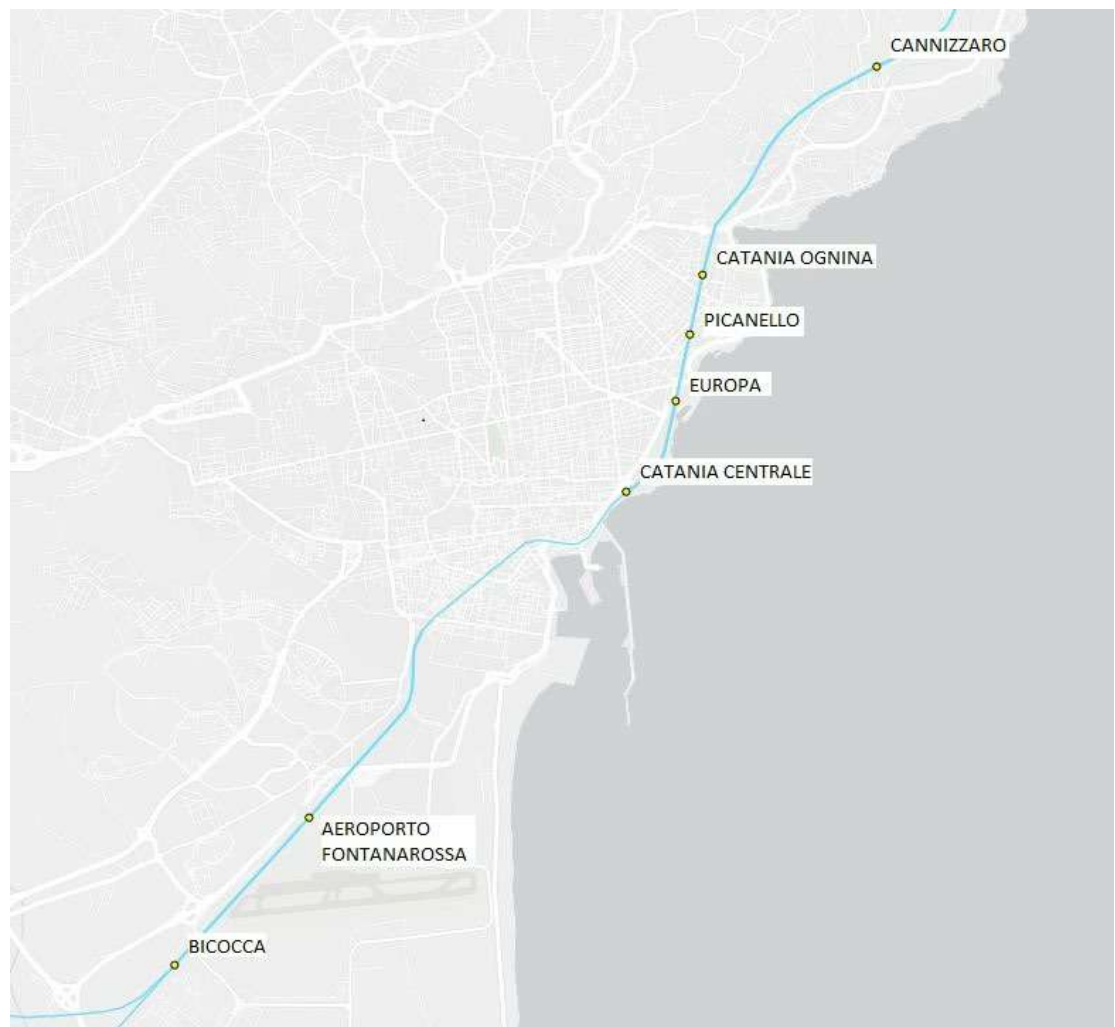 CANNIZZARO
CATANIA OGNINA
PICANELLO
EUROPA
CATANIA CENTRALE
AEROPORTO
FONTANAROSSA
BICOCCA